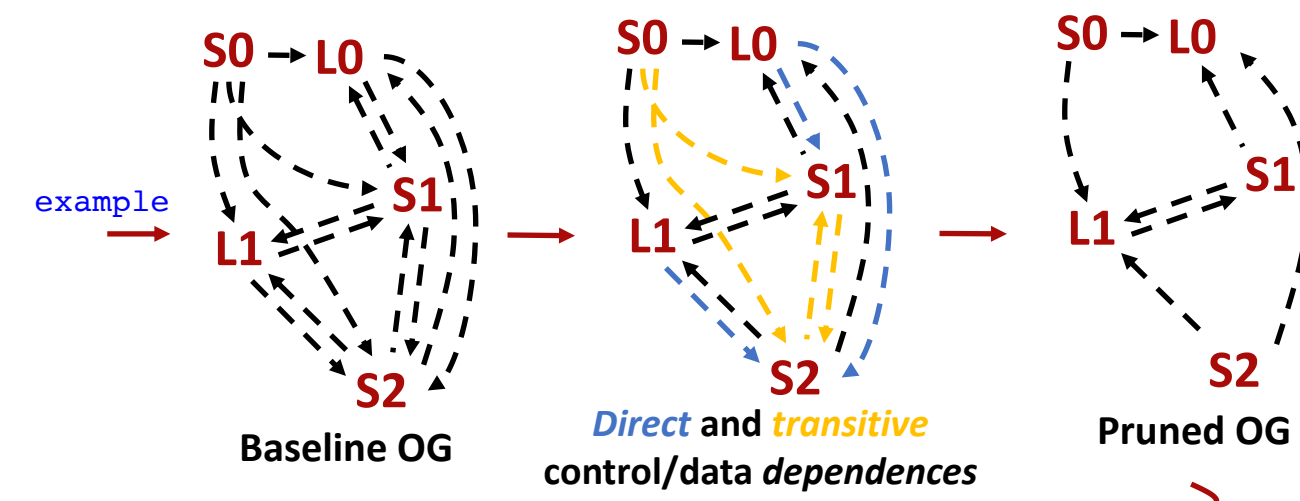 S0 L0
S1
L1
S2
Baseline OG
example
S0 L0
S1
L1
S2
Direct and transitive
control/data dependences
S0 L0
S1
L1
S2
Pruned OG